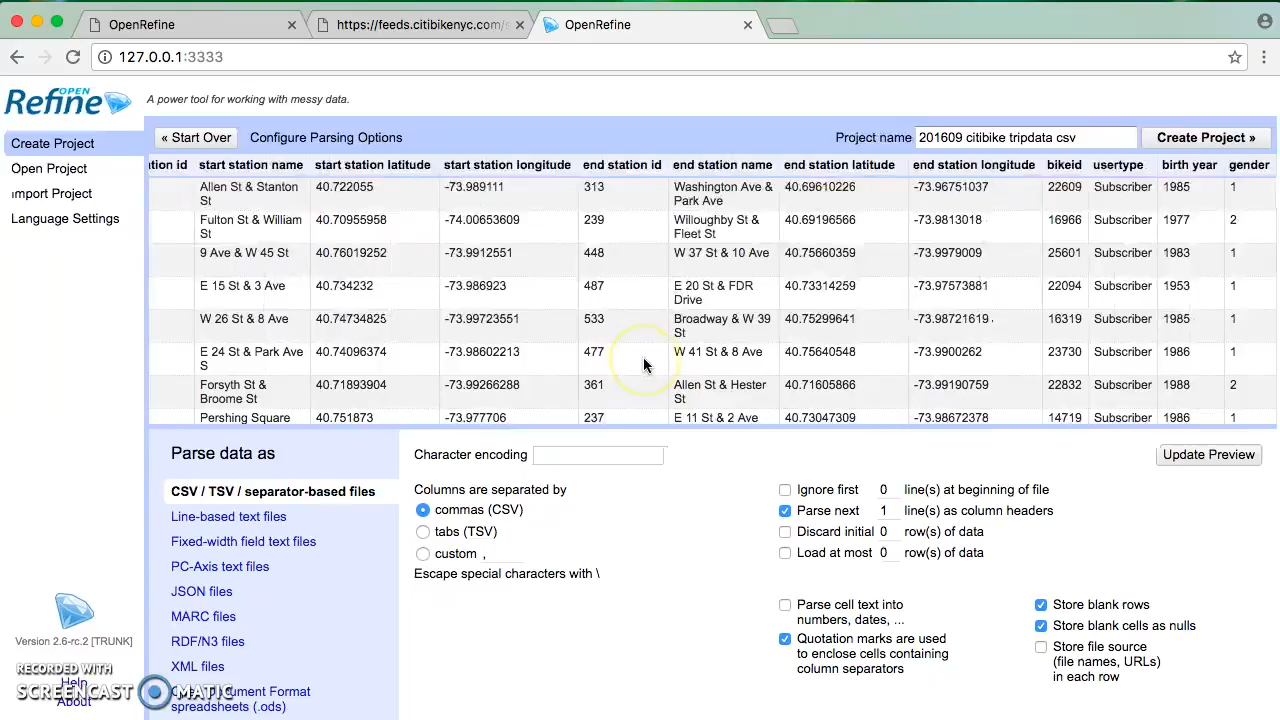 OpenRefine
https://feeds.citibikenyc.com/s
OpenRefine
127.0.0.1:3333
OPEN
Refine
A power tool for working with messy data.
Create Project
Open Project
Import Project
Language Settings
« Start Over
Configure Parsing Options
Project name
201609 citibike tripdata csv
Create Project »
tion id start station name start station latitude start station longitude end station id end station name end station latitude end station longitude bikeid usertype birth year gender
Allen St & Stanton 40.722055 -73.989111 313 Washington Ave & 40.69610226 -73.96751037 22609 Subscriber 1985 1
St Park Ave
Fulton St & William 40.70955958 -74.00653609 239 Willoughby St & 40.69196566 -73.9813018 16966 Subscriber 1977 2
St Fleet St
9 Ave & W 45 St 40.76019252 -73.9912551 448 W 37 St & 10 Ave 40.75660359 -73.9979009 25601 Subscriber 1983 1
E 15 St & 3 Ave 40.734232 -73.986923 487 E 20 St & FDR 40.73314259 -73.97573881 22094 Subscriber 1953 1
Drive
W 26 St & 8 Ave 40.74734825 -73.99723551 533 Broadway & W 39 40.75299641 -73.98721619 16319 Subscriber 1985 1
St
E 24 St & Park Ave 40.74096374 -73.98602213 477 W 41 St & 8 Ave 40.75640548 -73.9900262 23730 Subscriber 1986 1
S
Forsyth St & 40.71893904 -73.99266288 361 Allen St & Hester 40.71605866 -73.99190759 22832 Subscriber 1988 2
Broome St St
Pershing Square 40.751873 -73.977706 237 E 11 St & 2 Ave 40.73047309 -73.98672378 14719 Subscriber 1986 1
Parse data as
CSV / TSV / separator-based files
Line-based text files
Fixed-width field text files
PC-Axis text files
JSON files
MARC files
RDF/N3 files
XML files
Document Format
spreadsheets (.ods)
Character encoding
Update Preview
Columns are separated by
commas (CSV)
tabs (TSV)
custom ,
Escape special characters with \
Ignore first 0 line(s) at beginning of file
Parse next 1 line(s) as column headers
Discard initial 0 row(s) of data
Load at most 0 row(s) of data
Parse cell text into
numbers, dates, ...
Quotation marks are used
to enclose cells containing
column separators
Store blank rows
Store blank cells as nulls
Store file source
(file names, URLs)
in each row
Version 2.6-rc.2 [TRUNK]
Help
About
RECORDED WITH
SCREENCAST MATIC